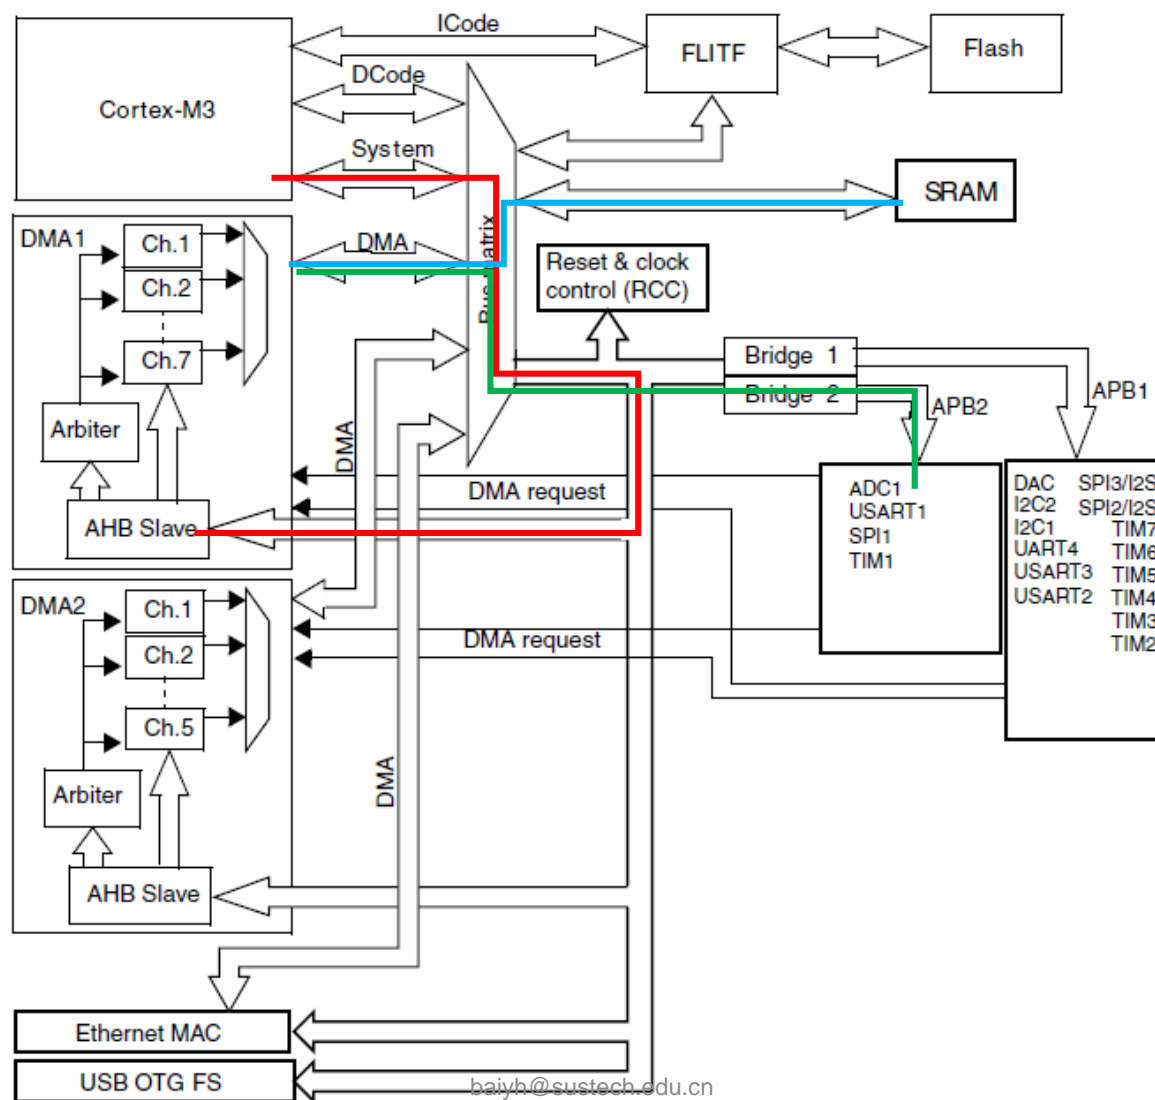 ICode
FLITF
Flash
DCode
Cortex-M3
System
SRAM
DMA1
Ch.1
DMA
Bus matrix
Reset & clock
control (RCC)
Ch.2
Ch.7
Bridge 1
Bridge 2
APB2
APB1
Arbiter
DMA
DMA request
AHB Slave
ADC1
USART1
SPI1
TIM1
DAC SPI3/I2S
I2C2 SPI2/I2S
I2C1 TIM7
UART4 TIM6
USART3 TIM5
USART2 TIM4
TIM3
TIM2
DMA2
Ch.1
DMA request
Ch.2
Ch.5
DMA
Arbiter
AHB Slave
Ethernet MAC
USB OTG FS
baiyh@sustech.edu.cn